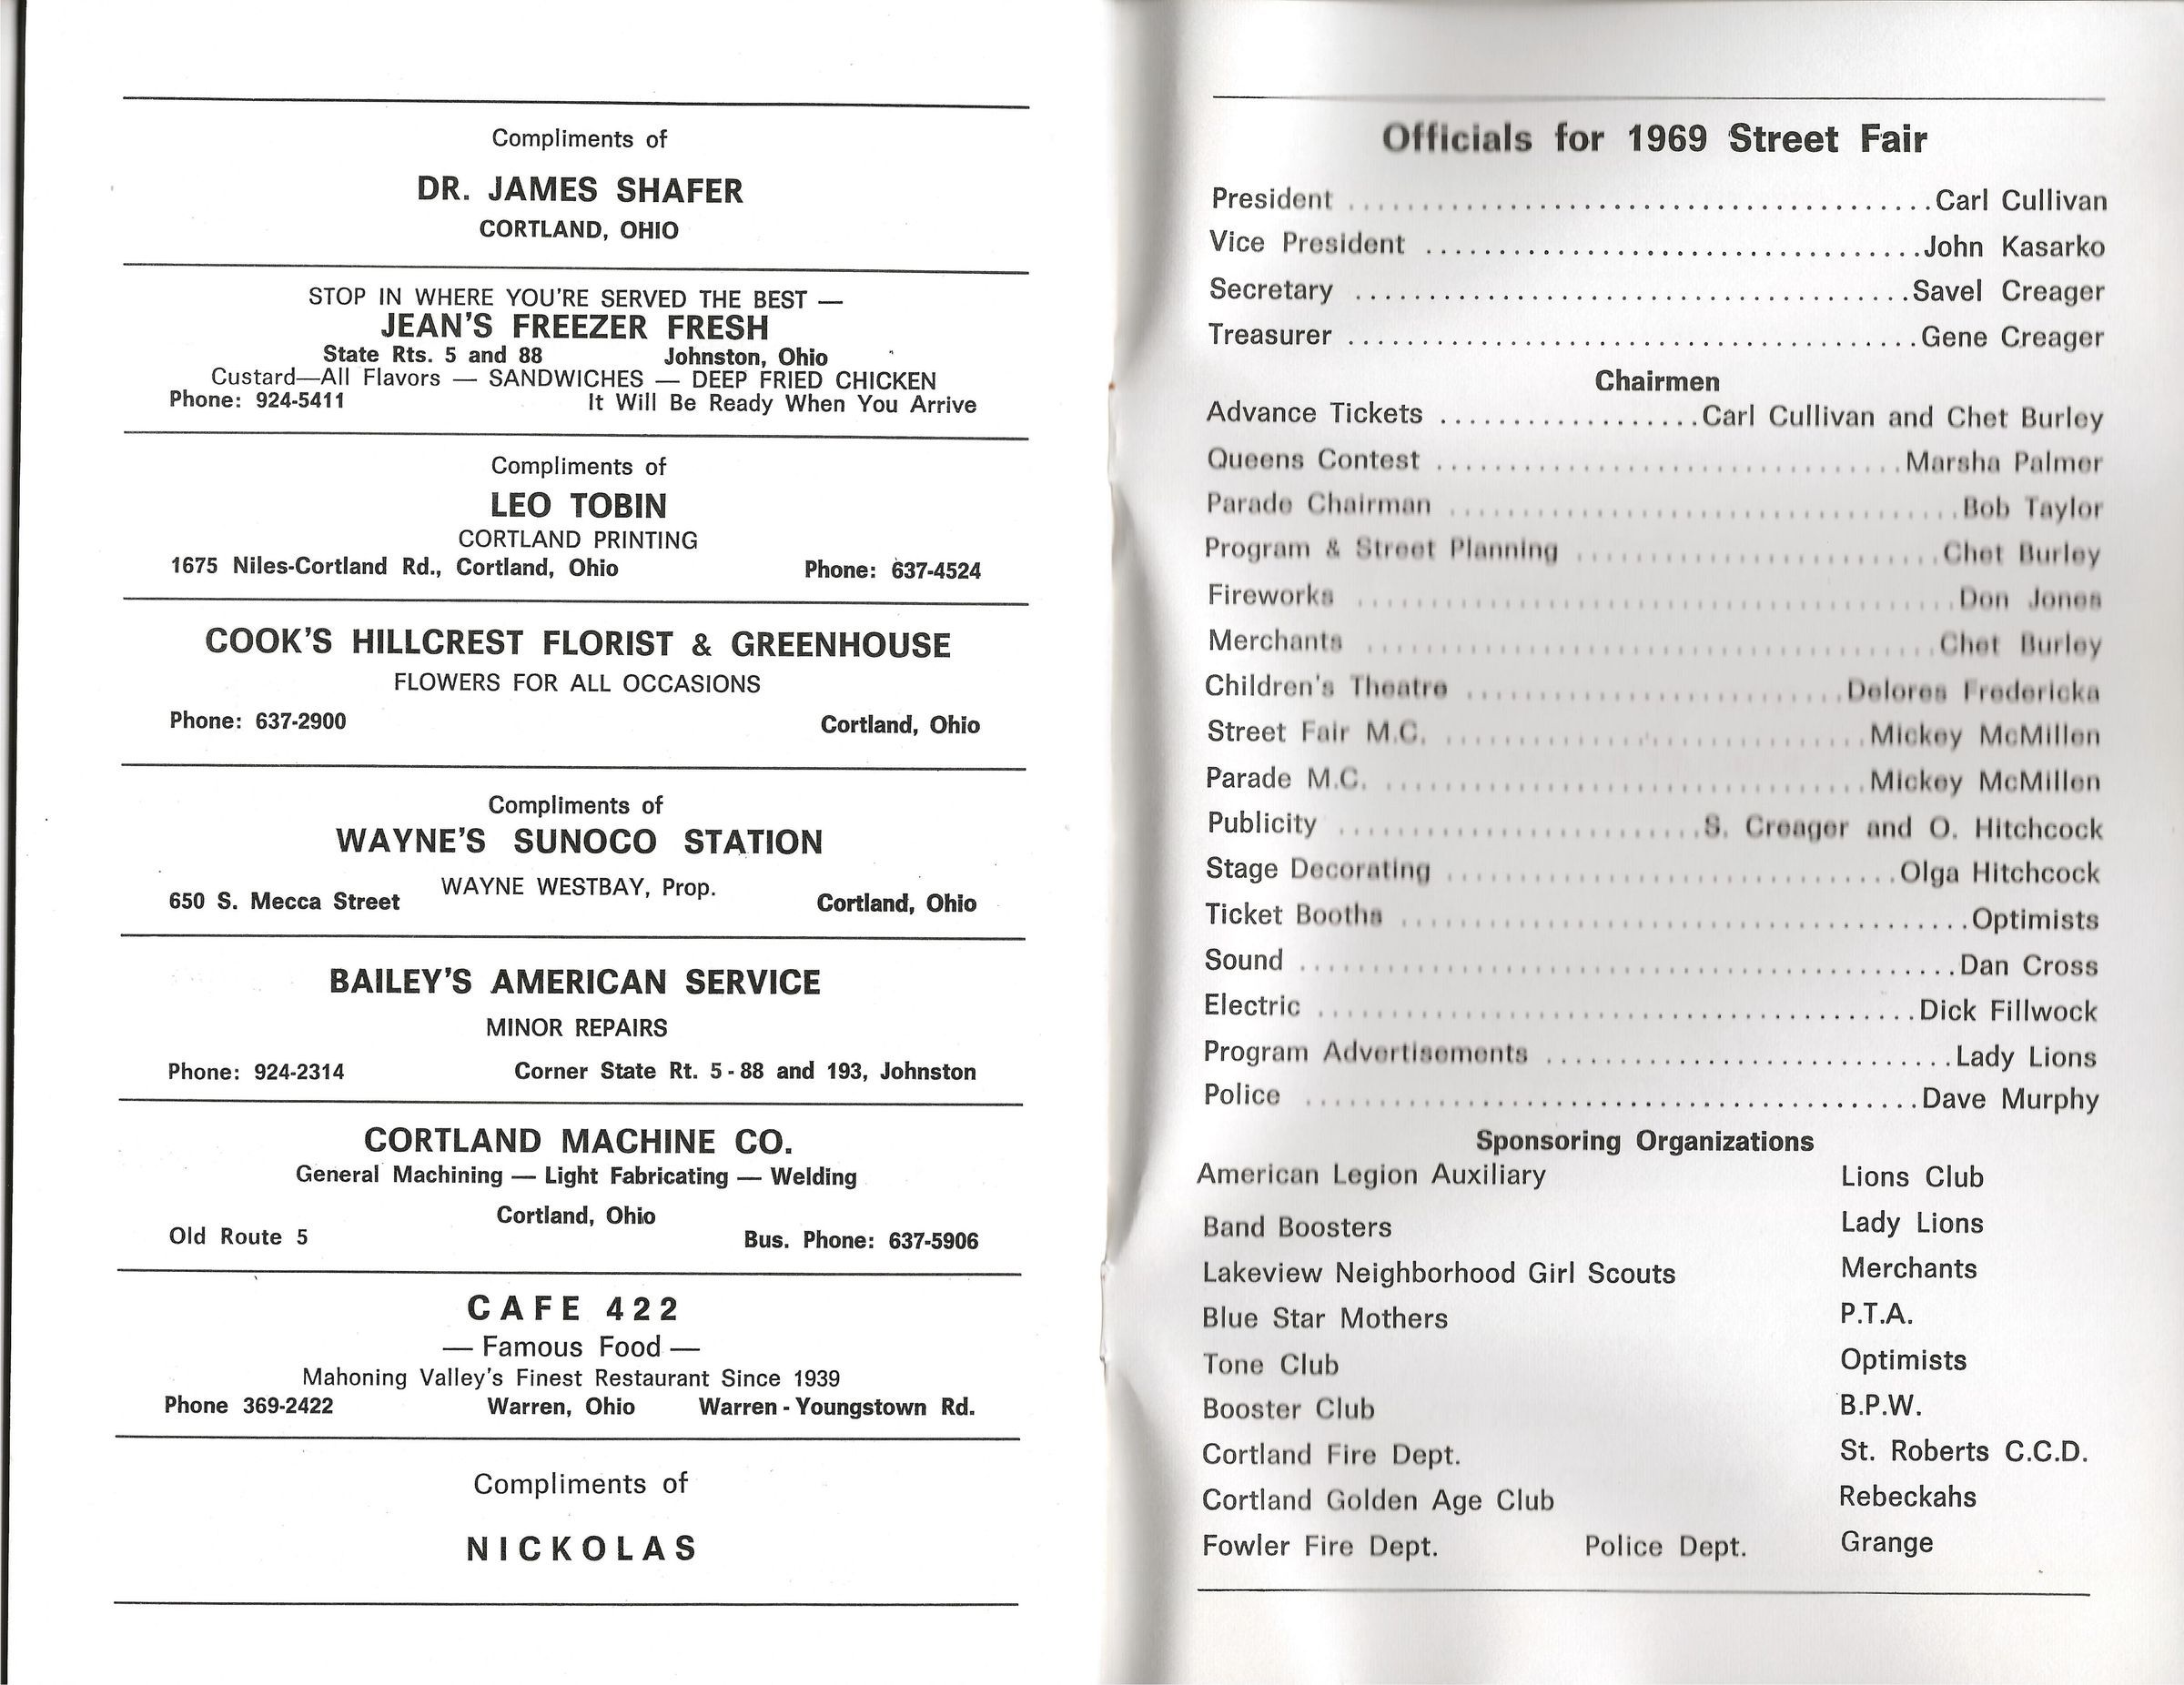 Compliments of
DR. JAMES SHAFER
CORTLAND, OHIO
STOP IN WHERE YOU'RE SERVED THE BEST —
JEAN'S FREEZER FRESH
State Rts. 5 and 88 Johnston, Ohio
Custard—All Flavors — SANDWICHES — DEEP FRIED CHICKEN
Phone: 924-5411 It Will Be Ready When You Arrive
Compliments of
LEO TOBIN
CORTLAND PRINTING
1675 Niles-Cortland Rd., Cortland, Ohio Phone: 637-4524
COOK'S HILLCREST FLORIST & GREENHOUSE
FLOWERS FOR ALL OCCASIONS
Phone: 637-2900 Cortland, Ohio
Compliments of
WAYNE'S SUNOCO STATION
WAYNE WESTBAY, Prop.
650 S. Mecca Street Cortland, Ohio
BAILEY'S AMERICAN SERVICE
MINOR REPAIRS
Phone: 924-2314 Corner State Rt. 5-88 and 193, Johnston
CORTLAND MACHINE CO.
General Machining — Light Fabricating — Welding
Cortland, Ohio
Old Route 5 Bus. Phone: 637-5906
CAFE 422
— Famous Food —
Mahoning Valley's Finest Restaurant Since 1939
Phone 369-2422 Warren, Ohio Warren-Youngstown Rd.
Compliments of
NICKOLAS
Officials for 1969 Street Fair
President ........................................ Carl Cullivan
Vice President .................................. John Kasarko
Secretary ...................................... Savel Creager
Treasurer ....................................... Gene Creager
Chairmen
Advance Tickets .................. Carl Cullivan and Chet Burley
Queens Contest ................................ Marsha Palmer
Parade Chairman .................................. Bob Taylor
Program & Street Planning ........................ Chet Burley
Fireworks ........................................ Don Jones
Merchants ...................................... Chet Burley
Children's Theatre .......................... Delores Fredericka
Street Fair M.C. ............................. Mickey McMillen
Parade M.C. ................................. Mickey McMillen
Publicity ......................... S. Creager and O. Hitchcock
Stage Decorating ............................... Olga Hitchcock
Ticket Booths ...................................... Optimists
Sound ............................................ Dan Cross
Electric ......................................... Dick Fillwock
Program Advertisements ............................ Lady Lions
Police .......................................... Dave Murphy
Sponsoring Organizations
American Legion Auxiliary Lions Club
Band Boosters Lady Lions
Lakeview Neighborhood Girl Scouts Merchants
Blue Star Mothers P.T.A.
Tone Club Optimists
Booster Club B.P.W.
Cortland Fire Dept. St. Roberts C.C.D.
Cortland Golden Age Club Rebeckahs
Fowler Fire Dept. Police Dept. Grange